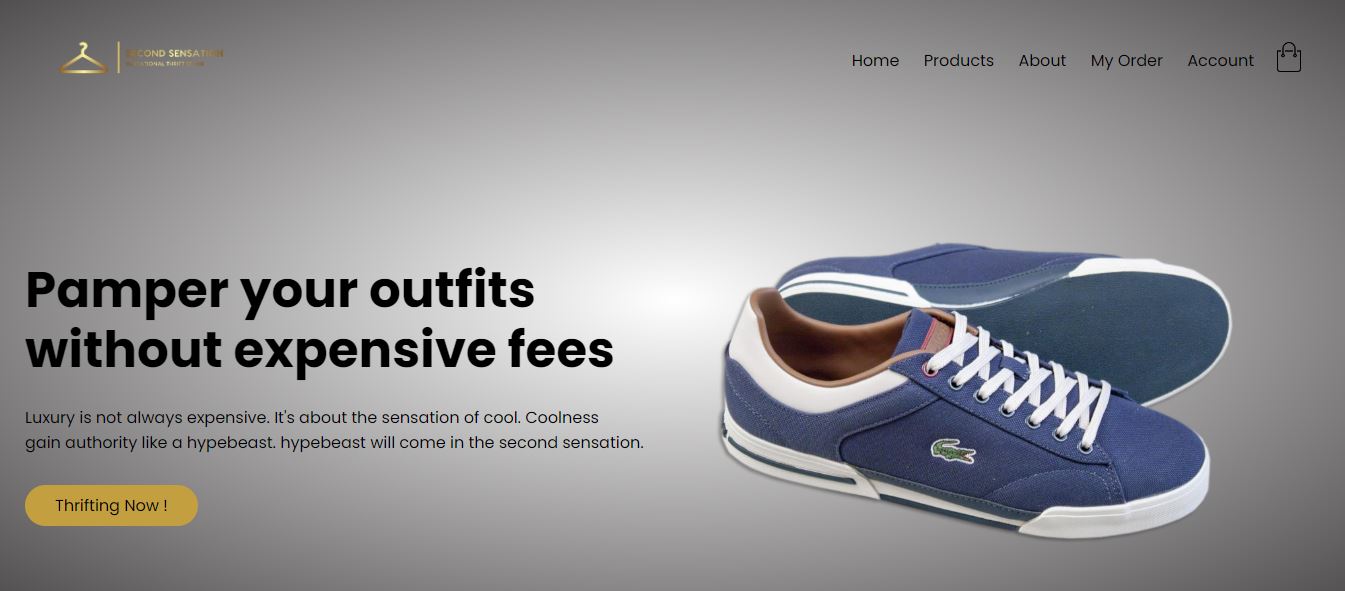 SECOND SENSATION
Home Products About My Order Account
Pamper your outfits
without expensive fees
Luxury is not always expensive. It's about the sensation of cool. Coolness
gain authority like a hypebeast. hypebeast will come in the second sensation.
Thrifting Now !